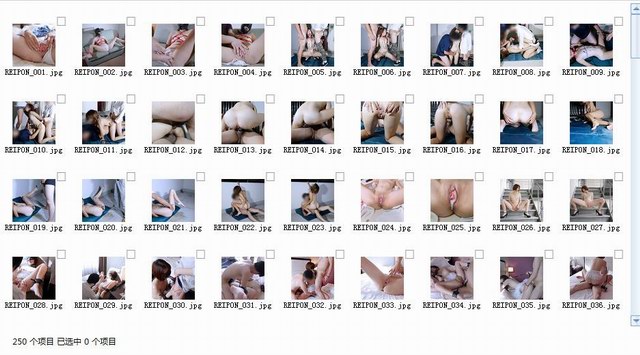 REIPON_001.jpg REIPON_002.jpg REIPON_003.jpg REIPON_004.jpg REIPON_005.jpg REIPON_006.jpg REIPON_007.jpg REIPON_008.jpg REIPON_009.jpg
REIPON_010.jpg REIPON_011.jpg REIPON_012.jpg REIPON_013.jpg REIPON_014.jpg REIPON_015.jpg REIPON_016.jpg REIPON_017.jpg REIPON_018.jpg
REIPON_019.jpg REIPON_020.jpg REIPON_021.jpg REIPON_022.jpg REIPON_023.jpg REIPON_024.jpg REIPON_025.jpg REIPON_026.jpg REIPON_027.jpg
REIPON_028.jpg REIPON_029.jpg REIPON_030.jpg REIPON_031.jpg REIPON_032.jpg REIPON_033.jpg REIPON_034.jpg REIPON_035.jpg REIPON_036.jpg
250 个项目 已选中 0 个项目